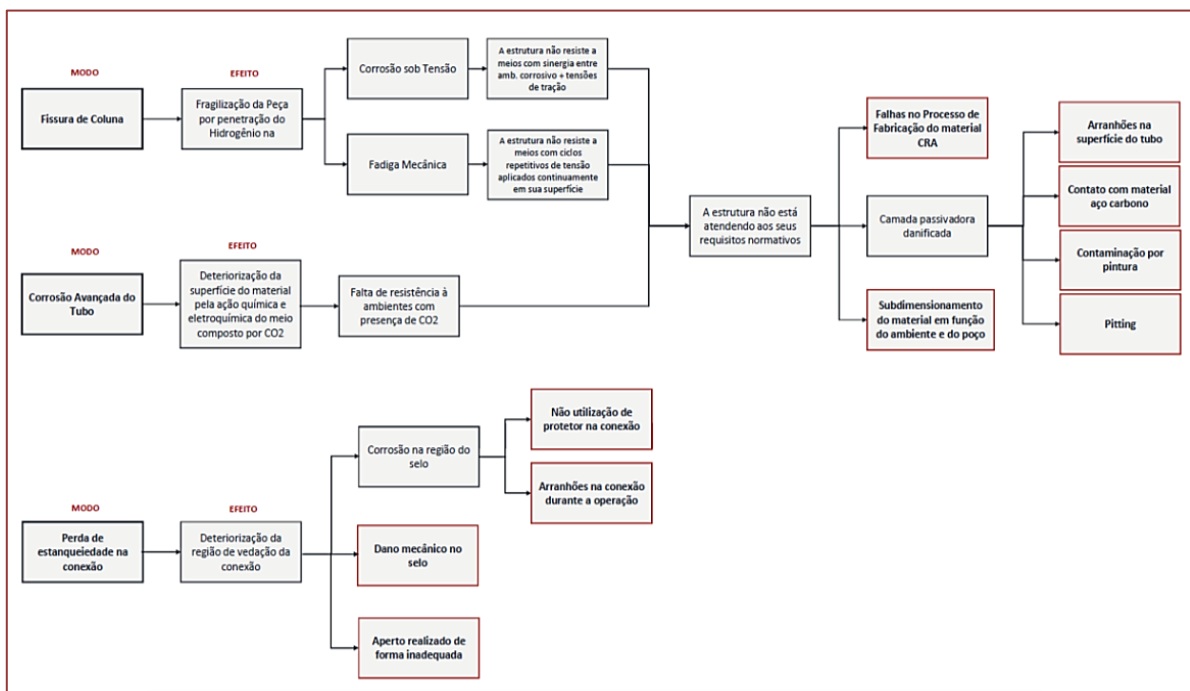 MODO
EFEITO
Fissura de Coluna
Fragilização da Peça
por penetração do
Hidrogênio na
Corrosão sob Tensão
A estrutura não resiste a
meios com sinergia entre
amb. corrosivo + tensões
de tração
Fadiga Mecânica
A estrutura não resiste a
meios com ciclos
repetitivos de tensão
aplicados continuamente
em sua superfície
MODO
EFEITO
Corrosão Avançada do
Tubo
Deteriorização da
superfície do material
pela ação química e
eletroquímica do meio
composto por CO2
Falta de resistência à
ambientes com
presença de CO2
A estrutura não está
atendendo aos seus
requisitos normativos
Falhas no Processo de
Fabricação do material
CRA
Camada passivadora
danificada
Subdimensionamento
do material em função
do ambiente e do poço
Arranhões na
superfície do tubo
Contato com material
aço carbono
Contaminação por
pintura
Pitting
MODO
EFEITO
Perda de
estanqueiedade na
conexão
Deteriorização da
região de vedação da
conexão
Corrosão na região do
selo
Não utilização de
protetor na conexão
Arranhões na conexão
durante a operação
Dano mecânico no
selo
Aperto realizado de
forma inadequada